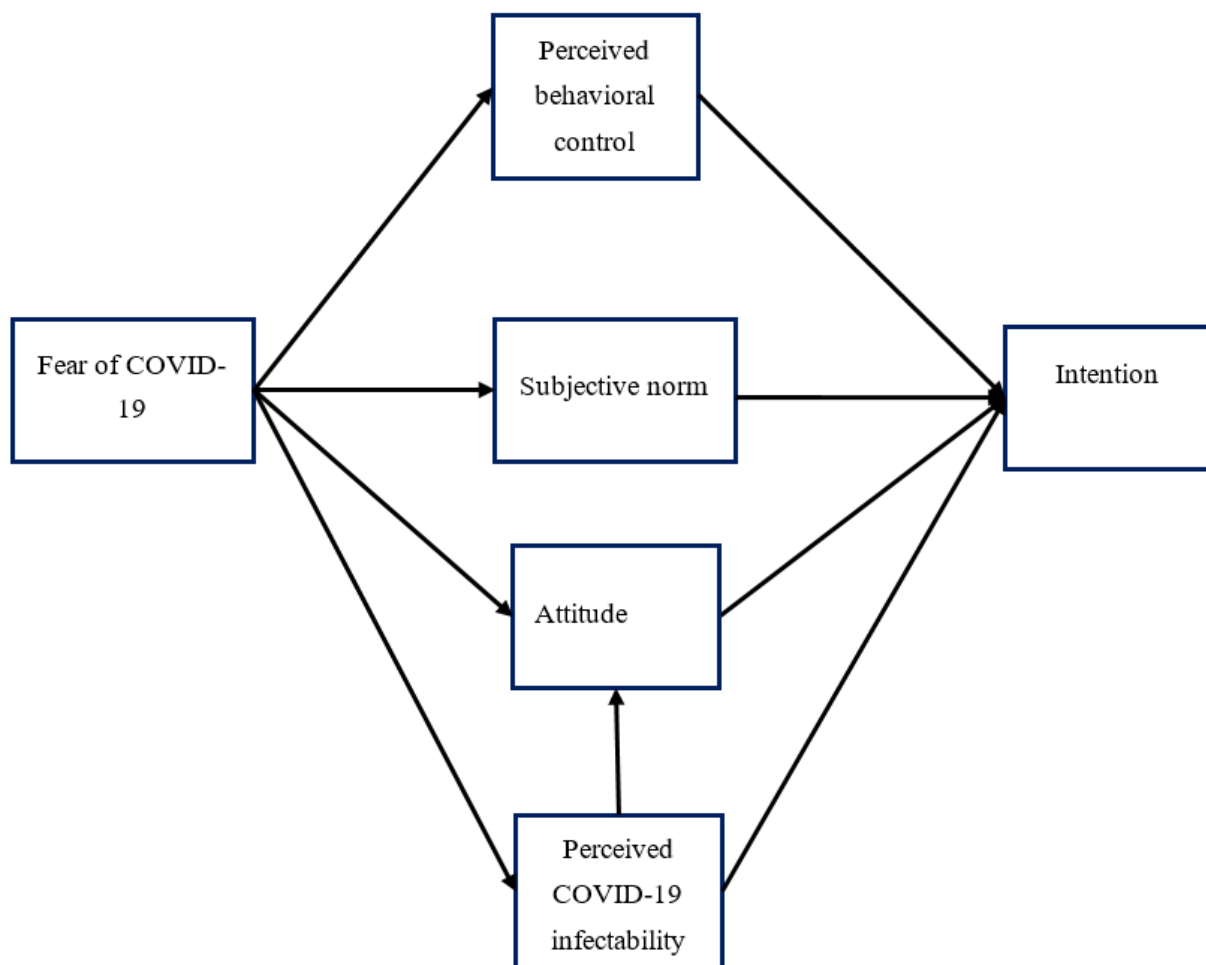 Perceived
behavioral
control
Fear of COVID-
19
Subjective norm
Intention
Attitude
Perceived
COVID-19
infectability